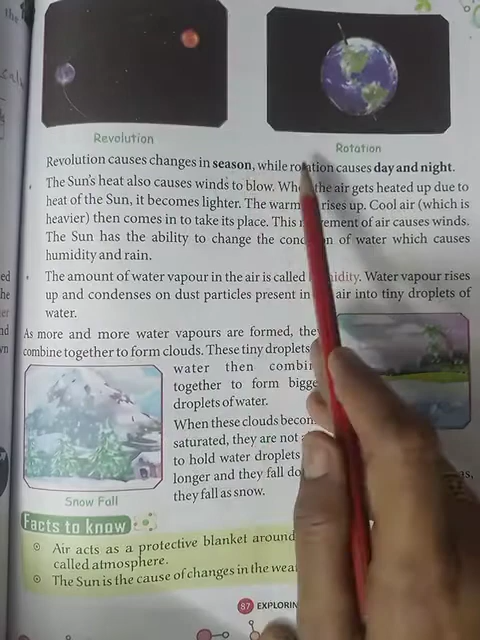 Revolution
Rotation
Revolution causes changes in season, while rotation causes day and night.
The Sun's heat also causes winds to blow. When the air gets heated up due to
heat of the Sun, it becomes lighter. The warm rises up. Cool air (which is
heavier) then comes in to take its place. This movement of air causes winds.
The Sun has the ability to change the condition of water which causes
humidity and rain.
The amount of water vapour in the air is called humidity. Water vapour rises
up and condenses on dust particles present in air into tiny droplets of
water.
As more and more water vapours are formed, they
combine together to form clouds. These tiny droplets
water then combine
together to form bigger
droplets of water.
When these clouds become
saturated, they are not
to hold water droplets
longer and they fall do
they fall as snow.
Snow Fall
Facts to know
Air acts as a protective blanket around
called atmosphere.
The Sun is the cause of changes in the wea
87 EXPLORIN